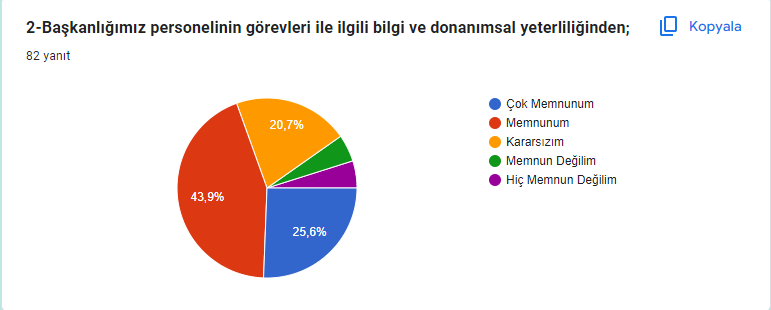 2-Başkanlığımız personelinin görevleri ile ilgili bilgi ve donanımsal yeterliliğinden;
Kopyala
82 yanıt
20,7%
43,9%
25,6%
Çok Memnunum
Memnunum
Kararsızım
Memnun Değilim
Hiç Memnun Değilim